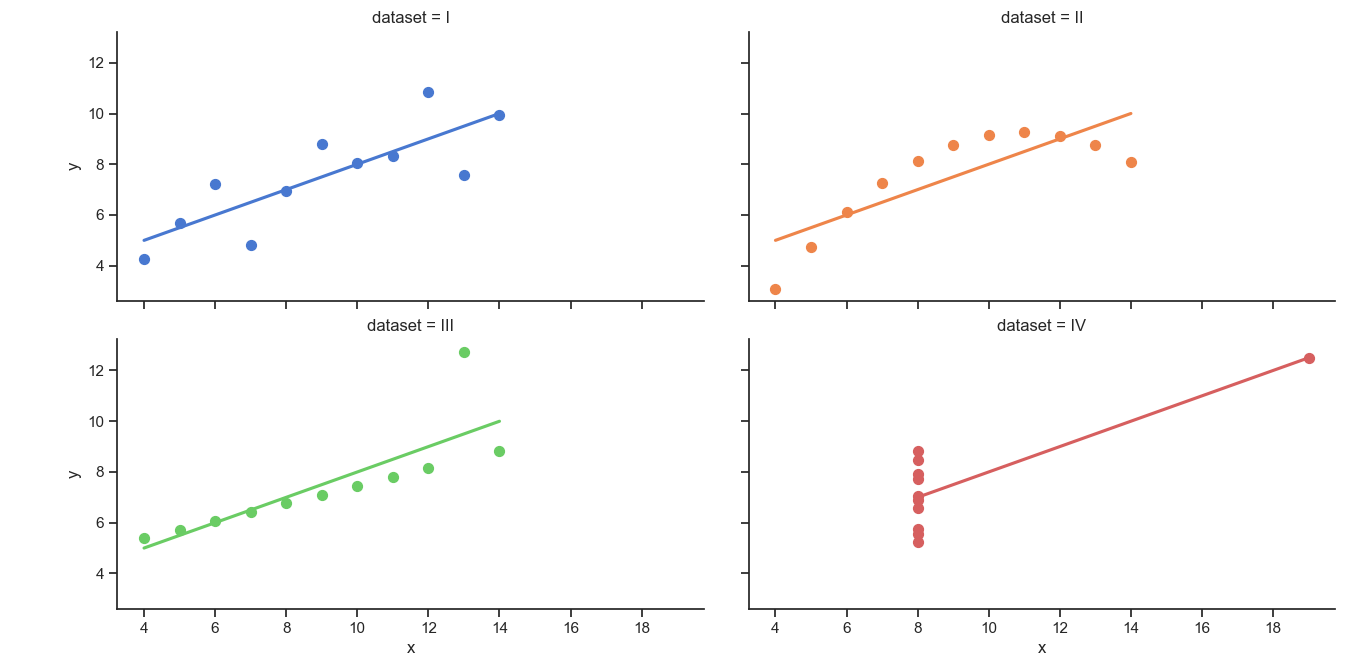 dataset = I
dataset = II
12
10
8
6
4
y
dataset = III
dataset = IV
12
10
8
6
4
y
4 6 8 10 12 14 16 18
4 6 8 10 12 14 16 18
x
x